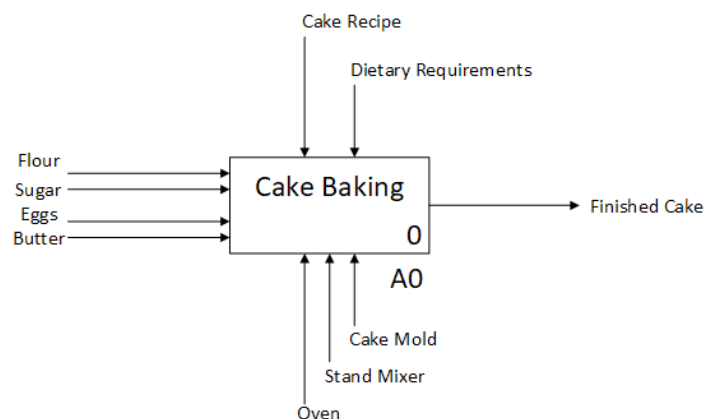 Cake Recipe
Dietary Requirements
Flour
Sugar
Eggs
Butter
Cake Baking
0
A0
Finished Cake
Cake Mold
Stand Mixer
Oven